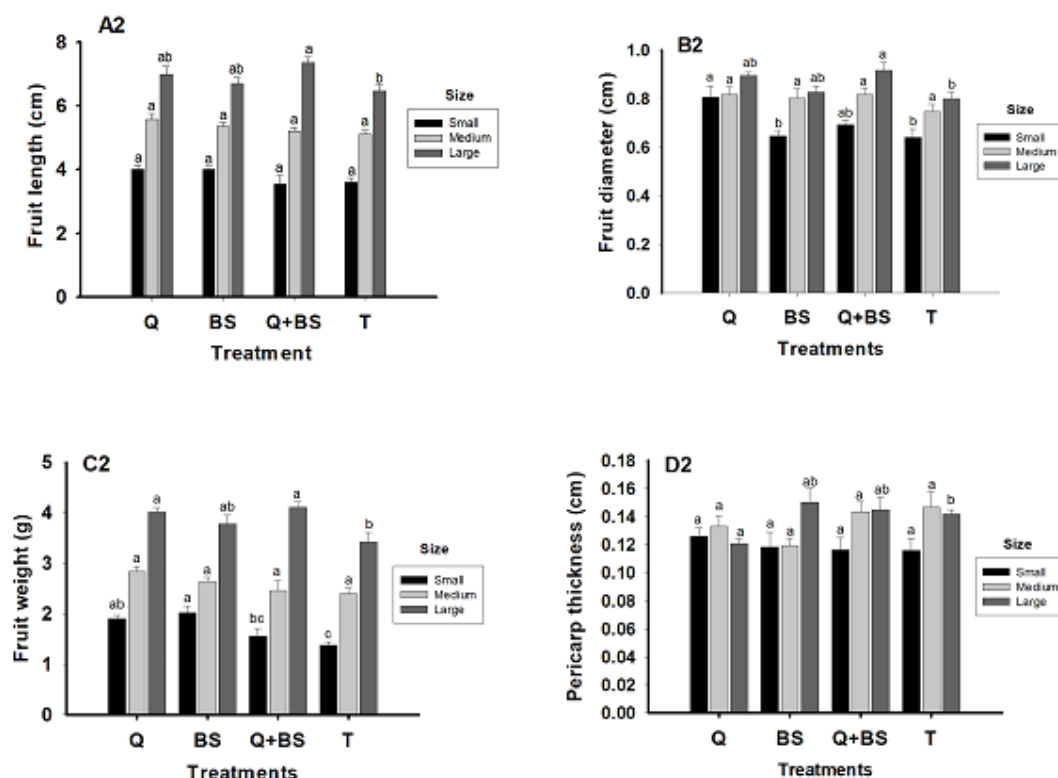 A2
8
6
4
2
0
Fruit length (cm)
ab
a
a
ab
a
a
a
a
a
b
a
a
Size
Small
Medium
Large
Q BS Q+BS T
Treatment
B2
1.0
0.8
0.6
0.4
0.2
0.0
Fruit diameter (cm)
a a ab
b a ab
ab a a
b a b
Size
Small
Medium
Large
Q BS Q+BS T
Treatments
C2
5
4
3
2
1
0
Fruit weight (g)
ab a a
a a ab
bc a a
c a b
Size
Small
Medium
Large
Q BS Q+BS T
Treatments
D2
0.18
0.16
0.14
0.12
0.10
0.08
0.06
0.04
0.02
0.00
Pericarp thickness (cm)
a a a
a a ab
a a ab
a a b
Size
Small
Medium
Large
Q BS Q+BS T
Treatments